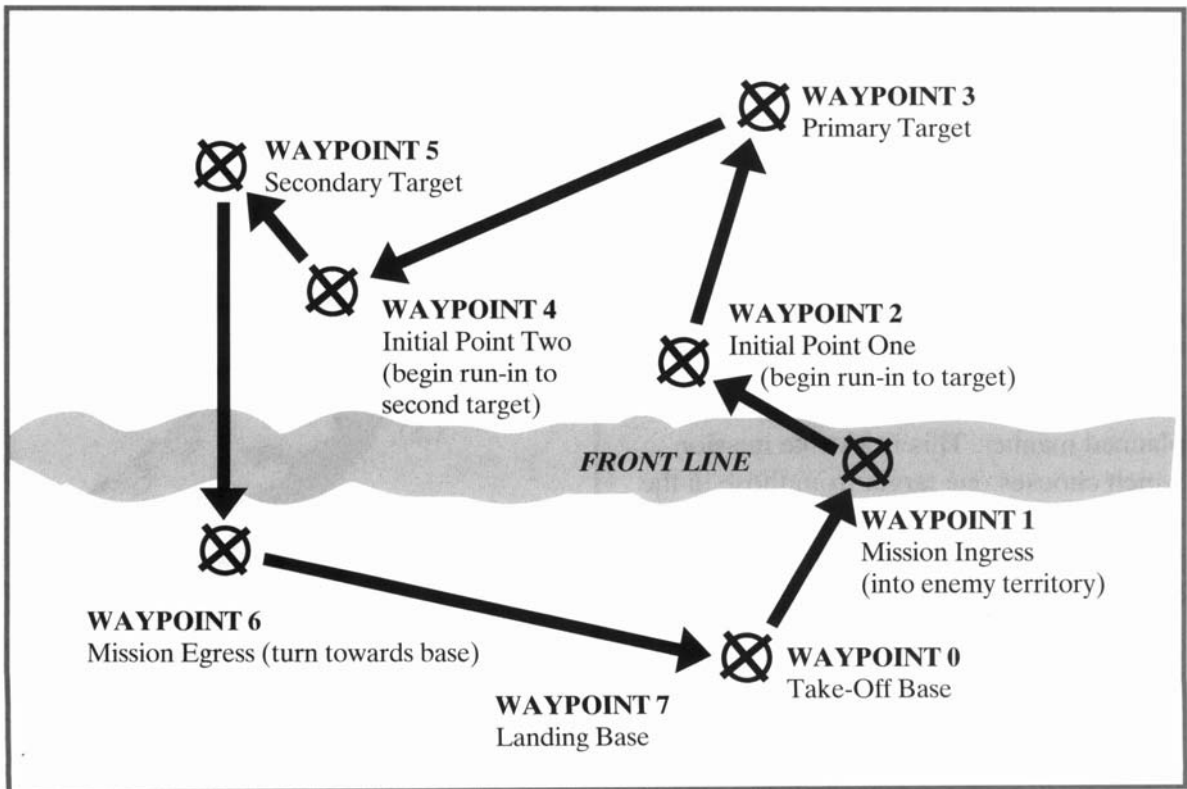 WAYPOINT 3
Primary Target
WAYPOINT 5
Secondary Target
WAYPOINT 4
Initial Point Two
(begin run-in to
second target)
WAYPOINT 2
Initial Point One
(begin run-in to target)
FRONT LINE
WAYPOINT 1
Mission Ingress
(into enemy territory)
WAYPOINT 6
Mission Egress (turn towards base)
WAYPOINT 0
Take-Off Base
WAYPOINT 7
Landing Base